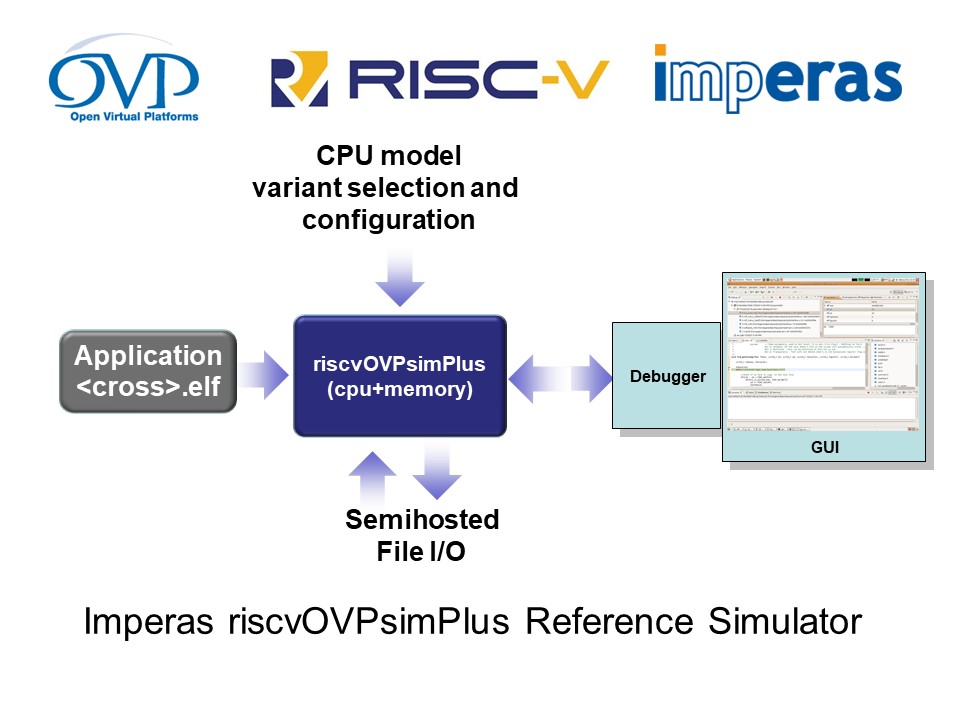 OVP
Open Virtual Platforms
RISC-V
imperas
CPU model
variant selection and
configuration
Application
<cross>.elf
riscvOVPsimPlus
(cpu+memory)
Debugger
GUI
Semihosted
File I/O
Imperas riscvOVPsimPlus Reference Simulator